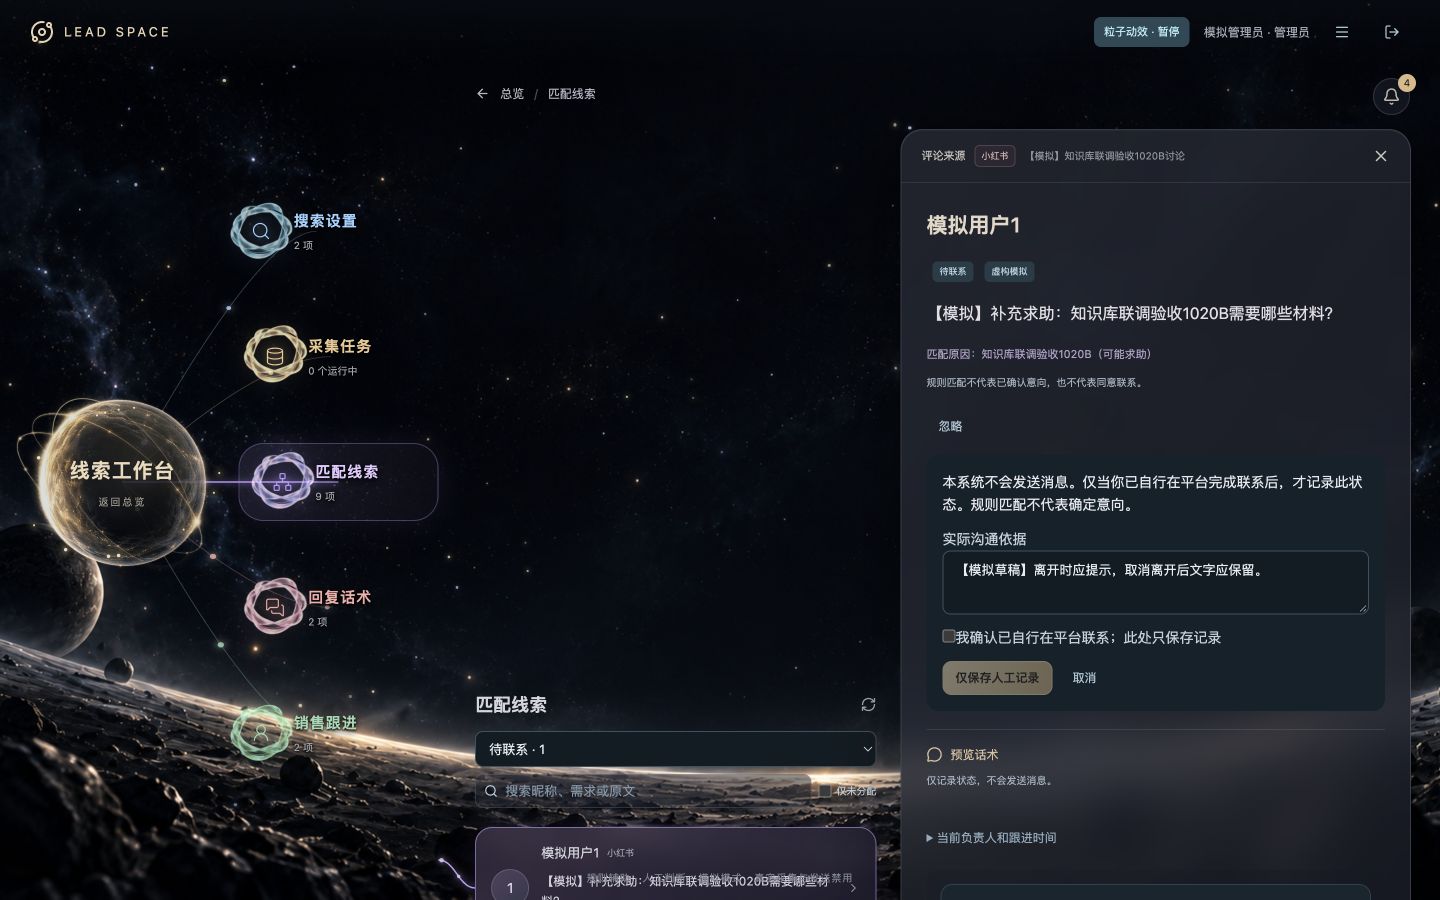 LEAD SPACE
粒子动效 · 暂停
模拟管理员 · 管理员
总览 / 匹配线索
4
搜索设置
2 项
采集任务
0 个运行中
线索工作台
返回总览
匹配线索
9 项
回复话术
2 项
销售跟进
2 项
匹配线索
待联系 · 1
搜索昵称、需求或原文
仅未分配
模拟用户1 小红书
1
【模拟】补充求助：知识库联调验收1020B需要哪些材
料?
评论来源 小红书 【模拟】知识库联调验收1020B讨论
模拟用户1
待联系 虚构模拟
【模拟】补充求助：知识库联调验收1020B需要哪些材料?
匹配原因：知识库联调验收1020B（可能求助）
规则匹配不代表已确认意向，也不代表同意联系。
忽略
本系统不会发送消息。仅当你已自行在平台完成联系后，才记录此状
态。规则匹配不代表确定意向。
实际沟通依据
【模拟草稿】离开时应提示，取消离开后文字应保留。
我确认已自行在平台联系；此处只保存记录
仅保存人工记录 取消
预览话术
仅记录状态，不会发送消息。
当前负责人和跟进时间